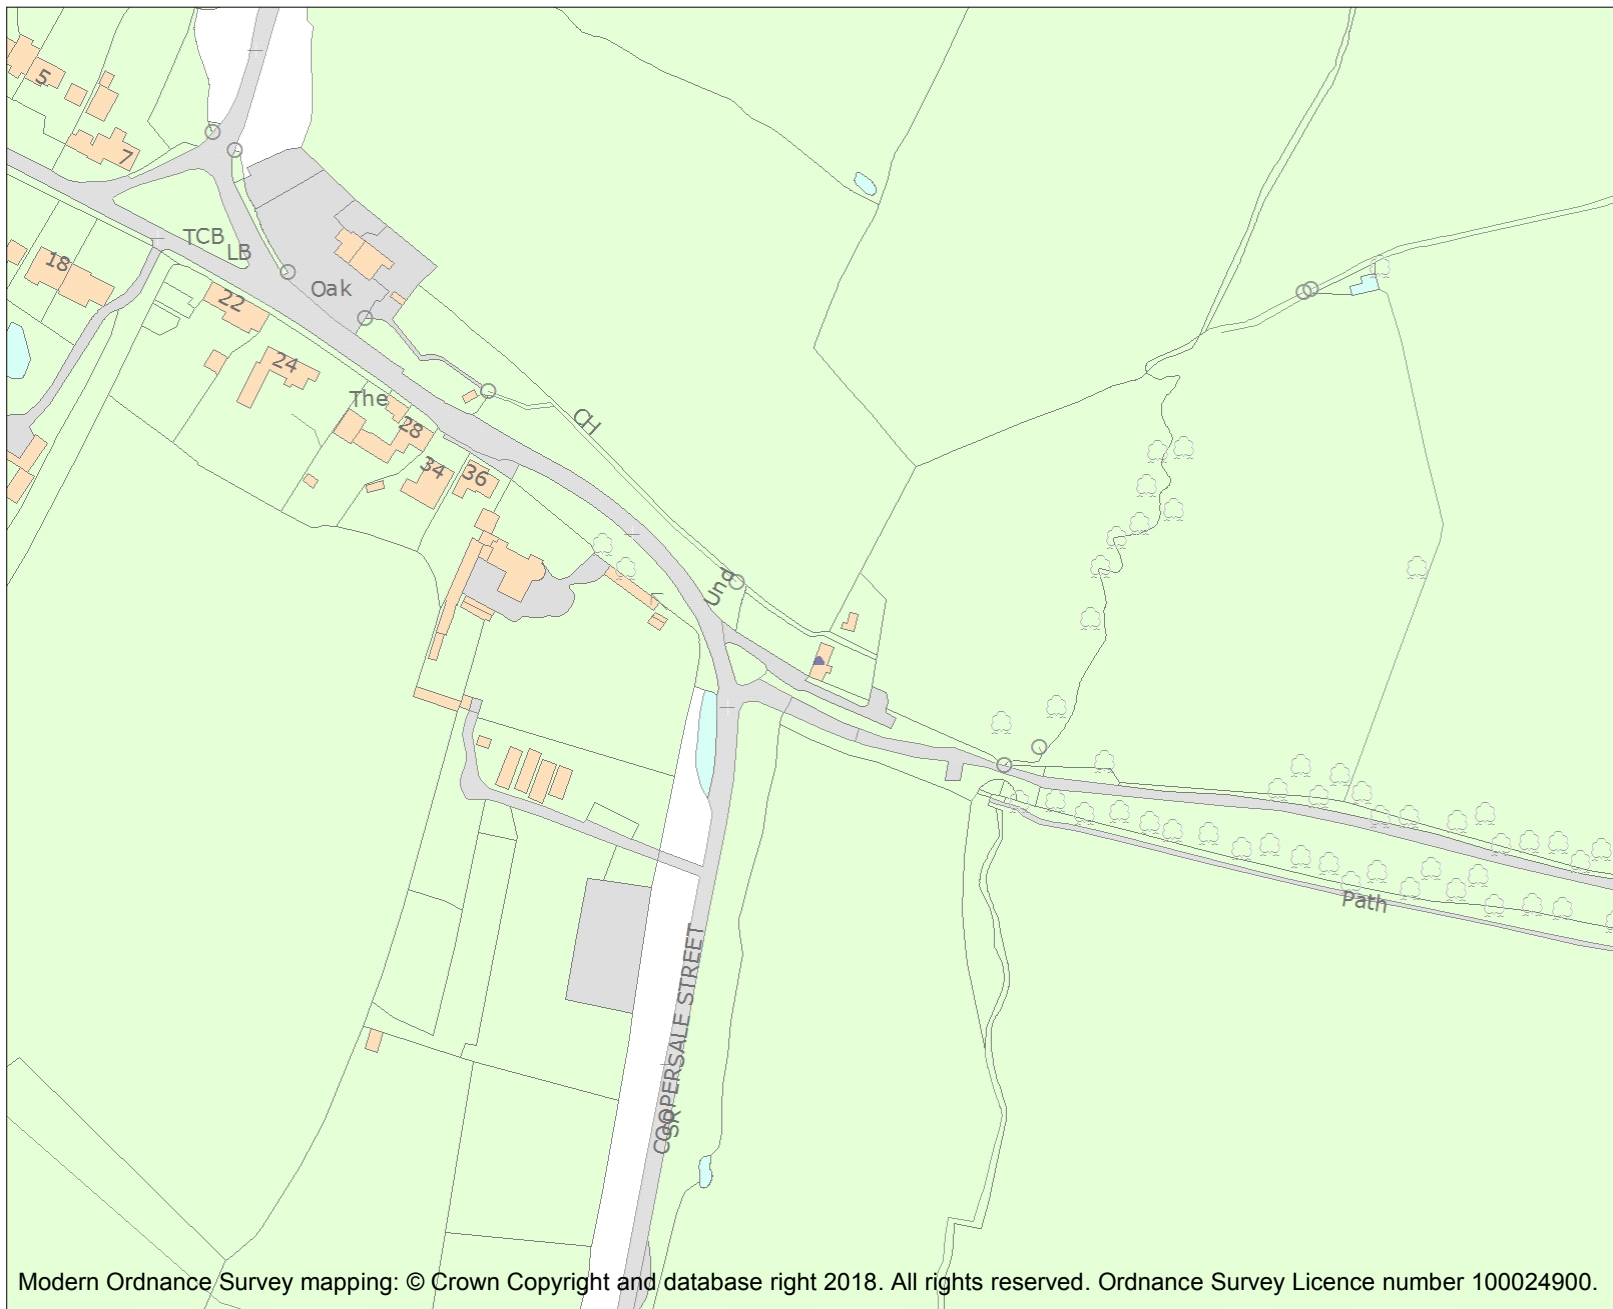 5
7
TCB
LB
18
Oak
22
24
The
28
34
36
CH
Und
Path
COOPERSALE STREET
SR
Modern Ordnance Survey mapping: © Crown Copyright and database right 2018. All rights reserved. Ordnance Survey Licence number 100024900.